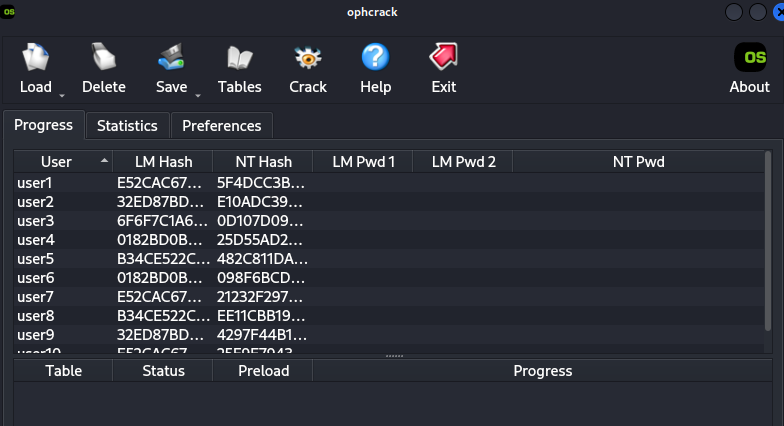 OS ophcrack
Load Delete Save Tables Crack Help Exit About
OS
Progress Statistics Preferences
User LM Hash NT Hash LM Pwd 1 LM Pwd 2 NT Pwd
user1 E52CAC67... 5F4DCC3B...
user2 32ED87BD... E10ADC39...
user3 6F6F7C1A6... 0D107D09...
user4 0182BD0B... 25D55AD2...
user5 B34CE522C... 482C811DA...
user6 0182BD0B... 098F6BCD...
user7 E52CAC67... 21232F297...
user8 B34CE522C... EE11CBB19...
user9 32ED87BD... 4297F44B1...
user10 E52CAC67...
Table Status Preload Progress